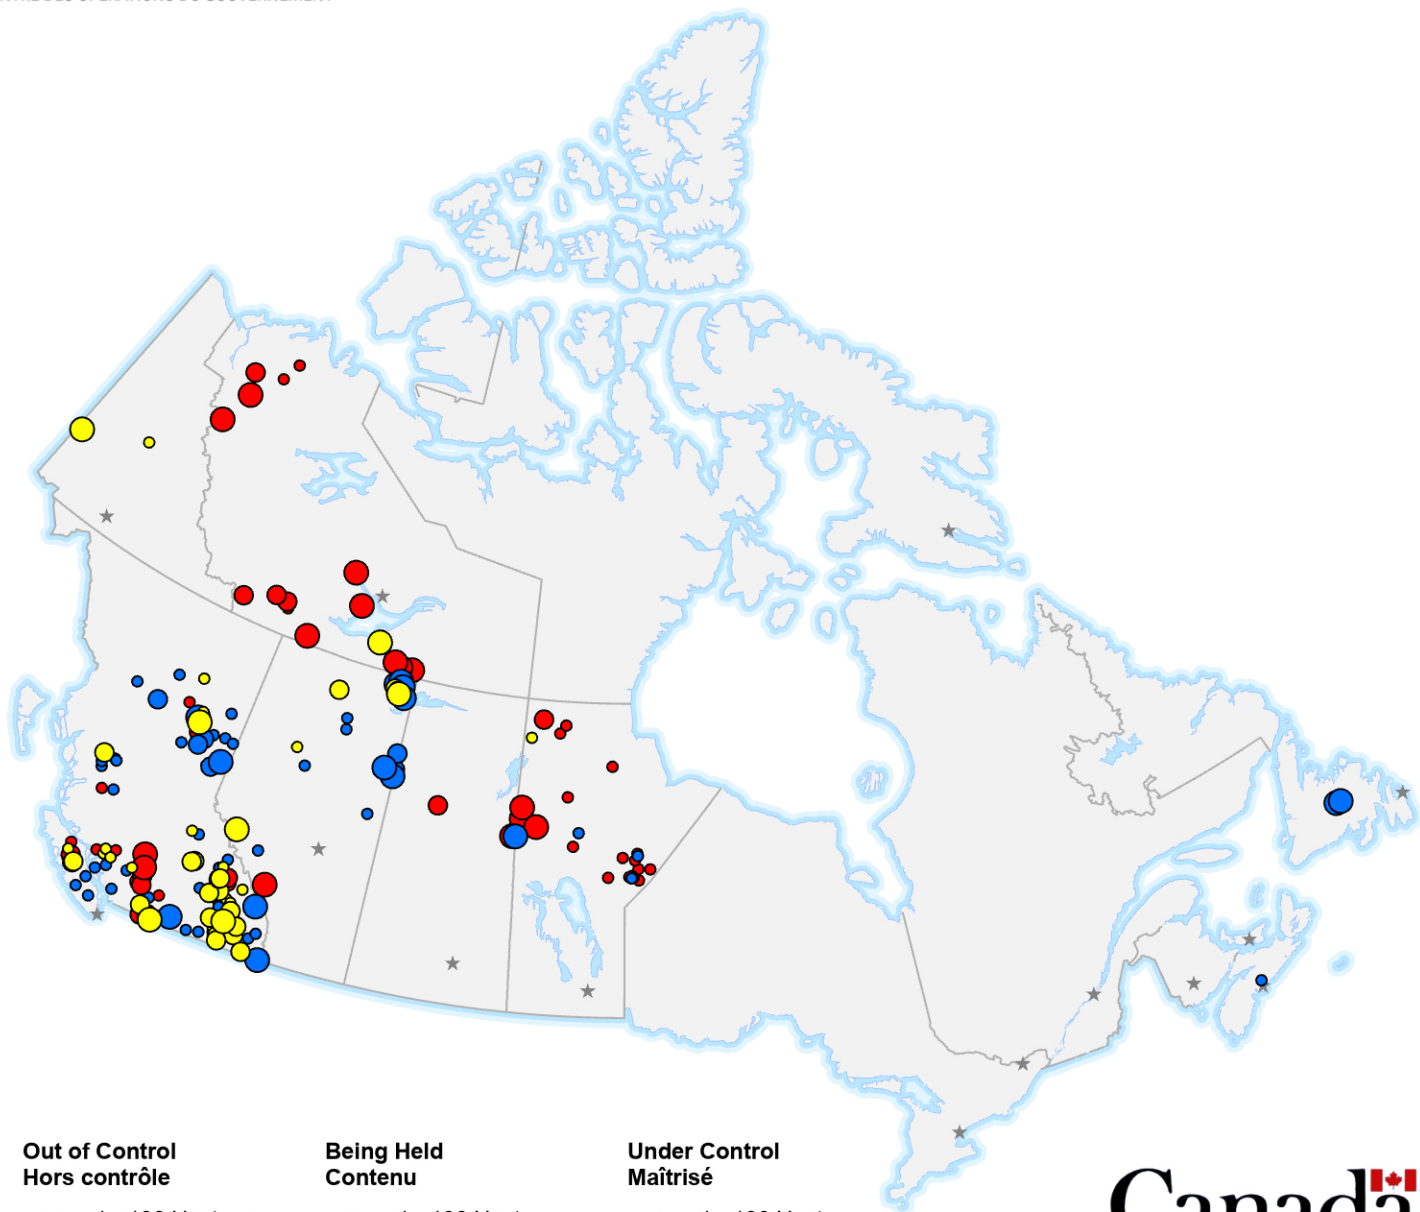 Out of Control
Hors contrôle
Being Held
Contenu
Under Control
Maîtrisé
Canada